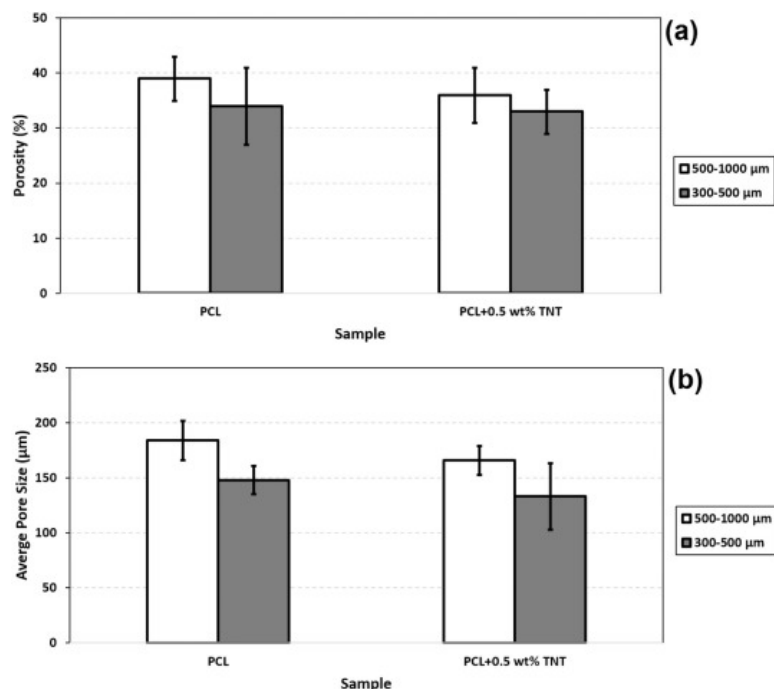 (a)
50
40
30
20
10
0
Porosity (%)
PCL
PCL+0.5 wt% TNT
Sample
500-1000 μm
300-500 μm
(b)
250
200
150
100
50
0
Averge Pore Size (μm)
PCL
PCL+0.5 wt% TNT
Sample
500-1000 μm
300-500 μm